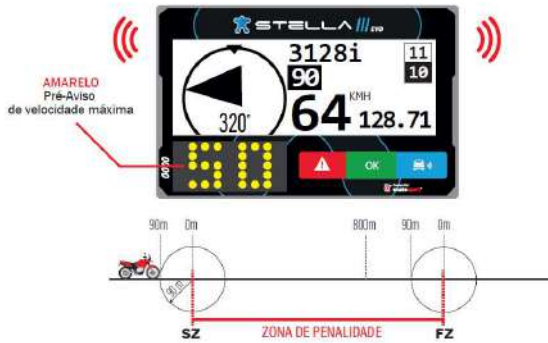 STELLA III EVO
3128i
11
10
90
AMARELO
Pré-Aviso
de velocidade máxima
64 KMH
128.71
320°
50
OK
90m 0m 800m 90m 0m
90 m
SZ ZONA DE PENALIDADE FZ